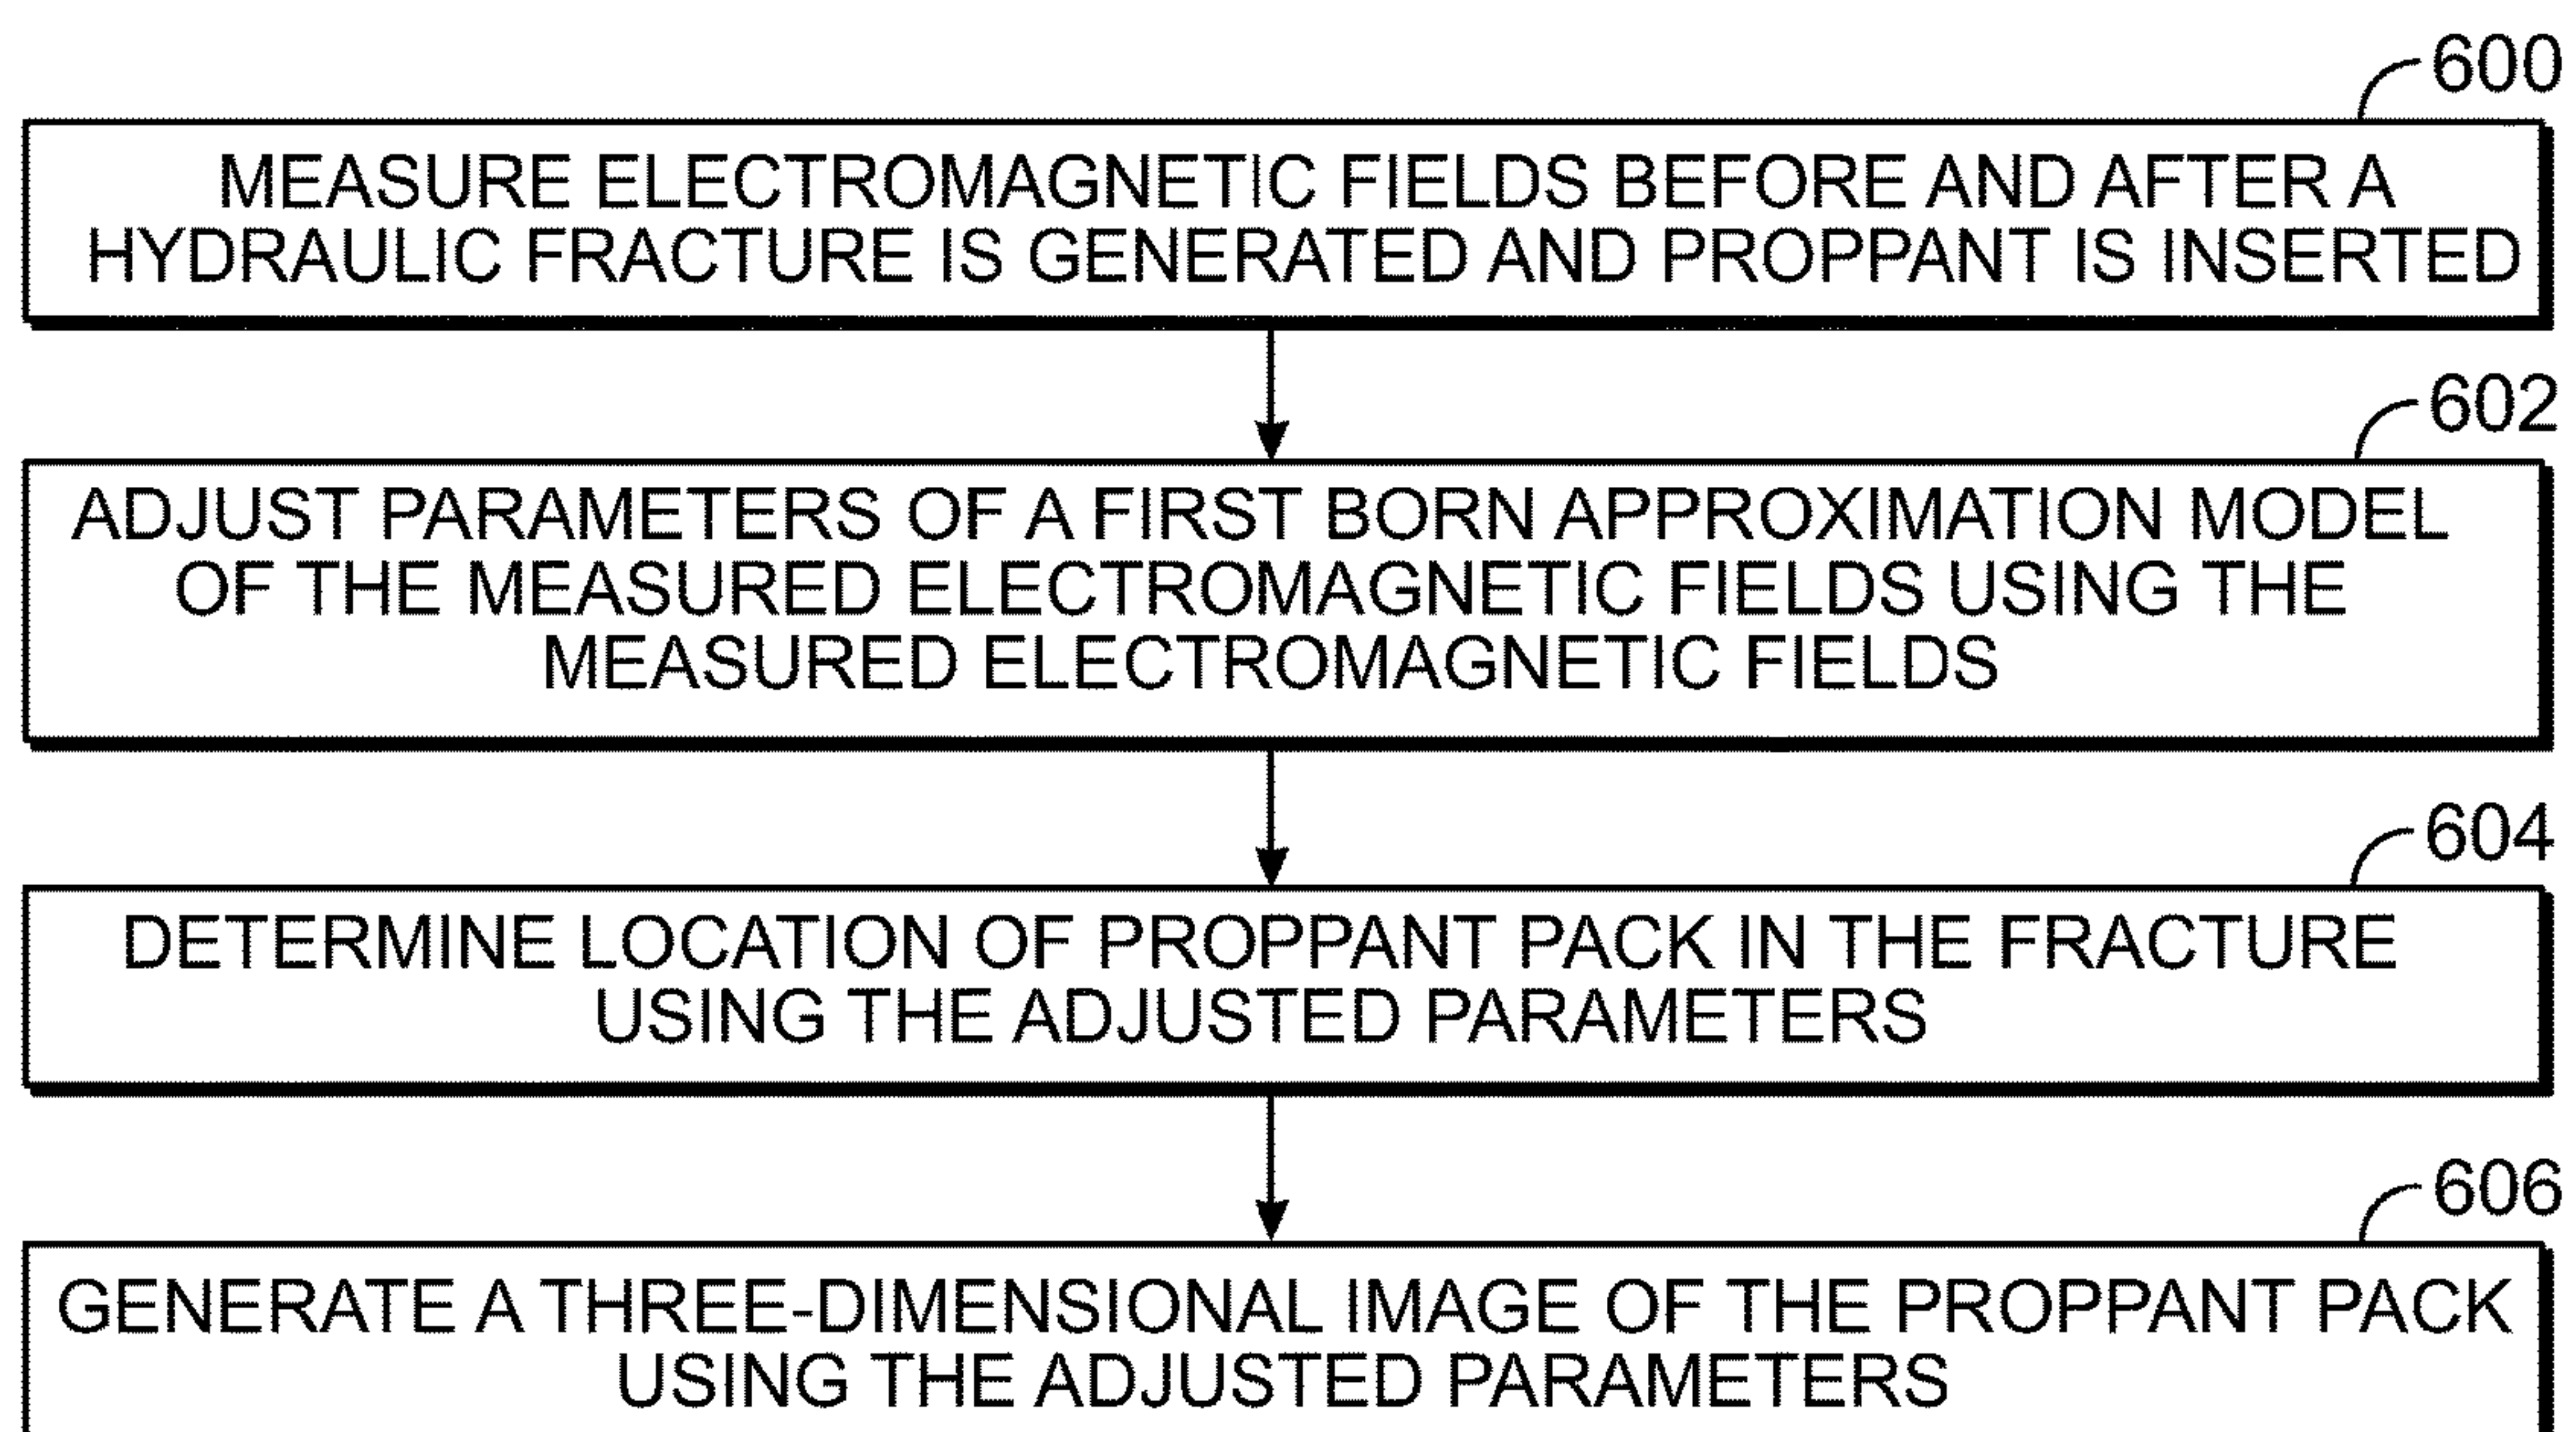 600
MEASURE ELECTROMAGNETIC FIELDS BEFORE AND AFTER A
HYDRAULIC FRACTURE IS GENERATED AND PROPPANT IS INSERTED
602
ADJUST PARAMETERS OF A FIRST BORN APPROXIMATION MODEL
OF THE MEASURED ELECTROMAGNETIC FIELDS USING THE
MEASURED ELECTROMAGNETIC FIELDS
604
DETERMINE LOCATION OF PROPPANT PACK IN THE FRACTURE
USING THE ADJUSTED PARAMETERS
606
GENERATE A THREE-DIMENSIONAL IMAGE OF THE PROPPANT PACK
USING THE ADJUSTED PARAMETERS